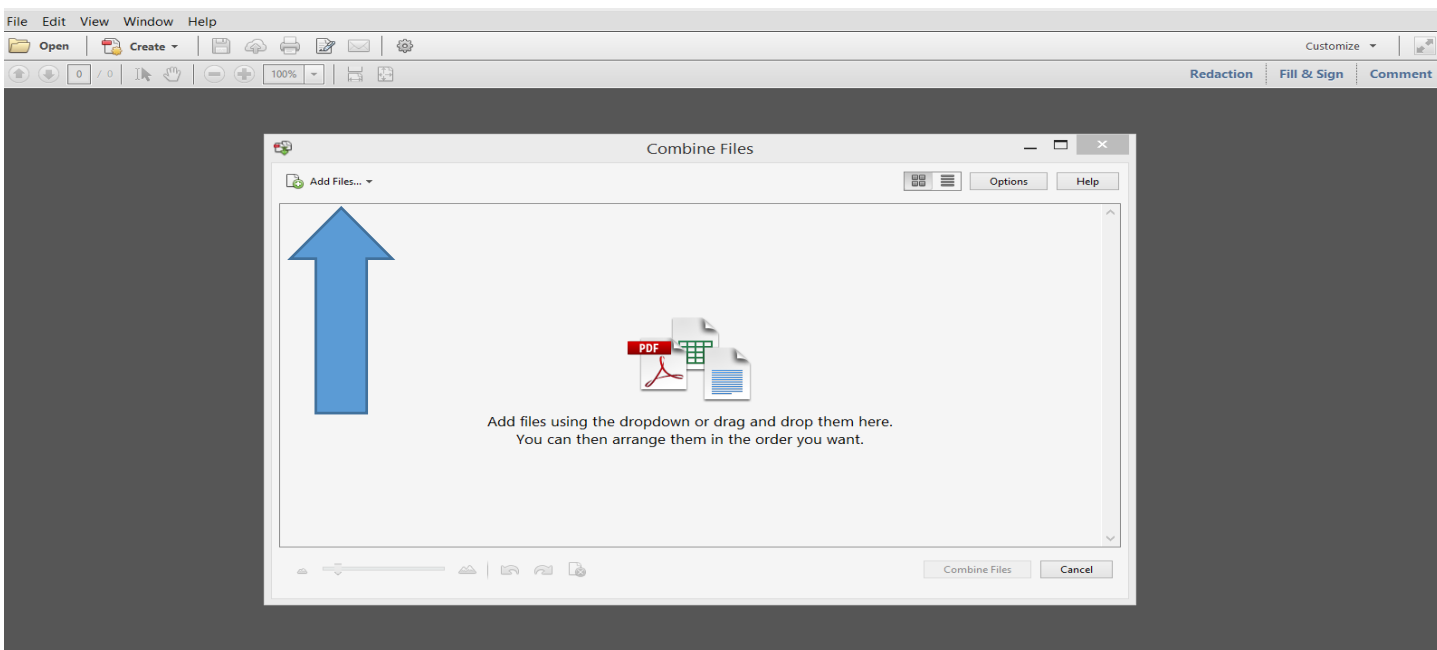 File Edit View Window Help
Open Create Customize
0 / 0 100% Redaction Fill & Sign Comment
Combine Files
Add Files... Options Help
PDF
Add files using the dropdown or drag and drop them here.
You can then arrange them in the order you want.
Combine Files Cancel